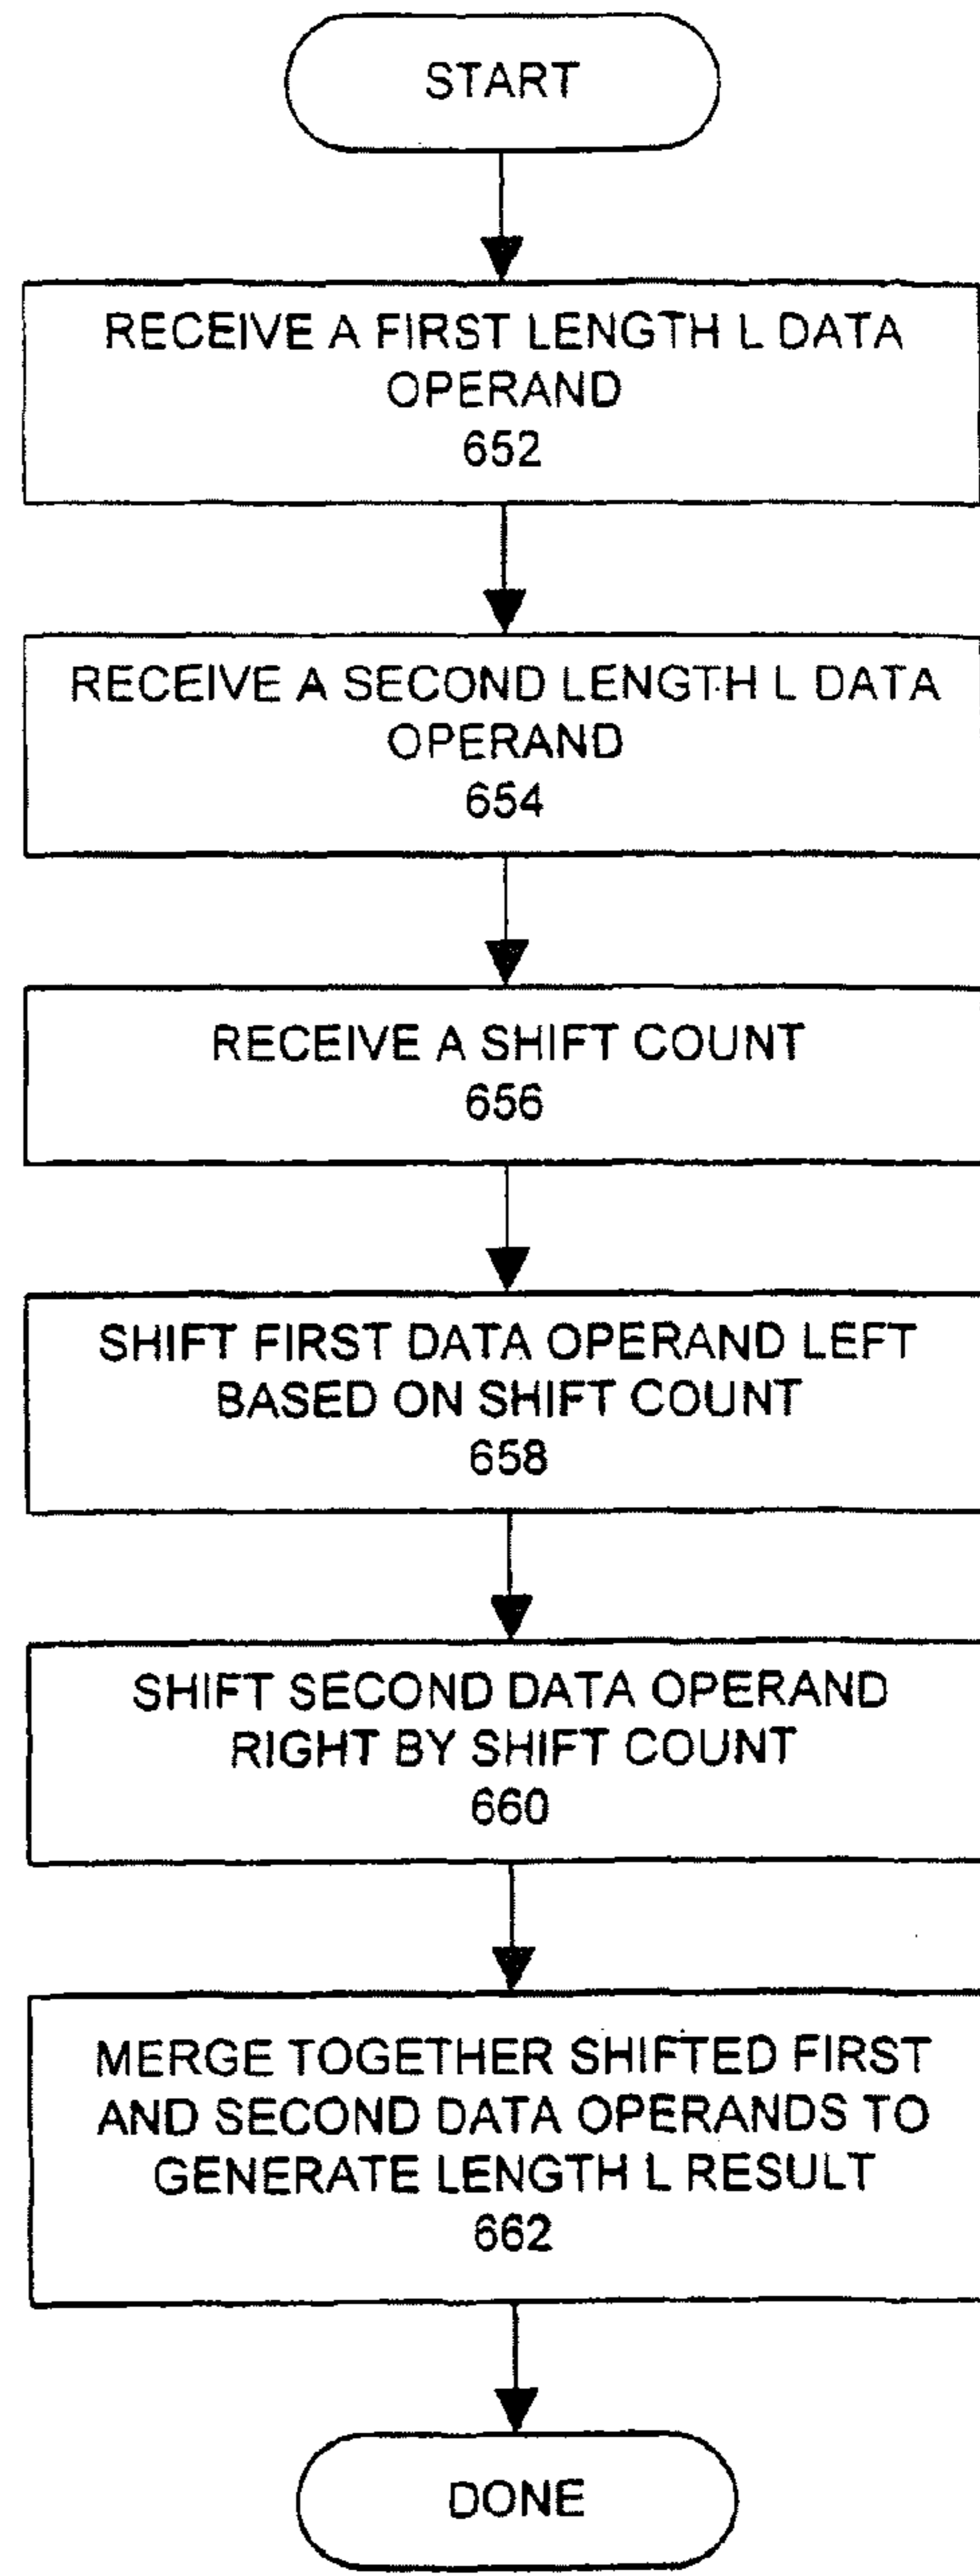 START
RECEIVE A FIRST LENGTH L DATA
OPERAND
652
RECEIVE A SECOND LENGTH L DATA
OPERAND
654
RECEIVE A SHIFT COUNT
656
SHIFT FIRST DATA OPERAND LEFT
BASED ON SHIFT COUNT
658
SHIFT SECOND DATA OPERAND
RIGHT BY SHIFT COUNT
660
MERGE TOGETHER SHIFTED FIRST
AND SECOND DATA OPERANDS TO
GENERATE LENGTH L RESULT
662
DONE